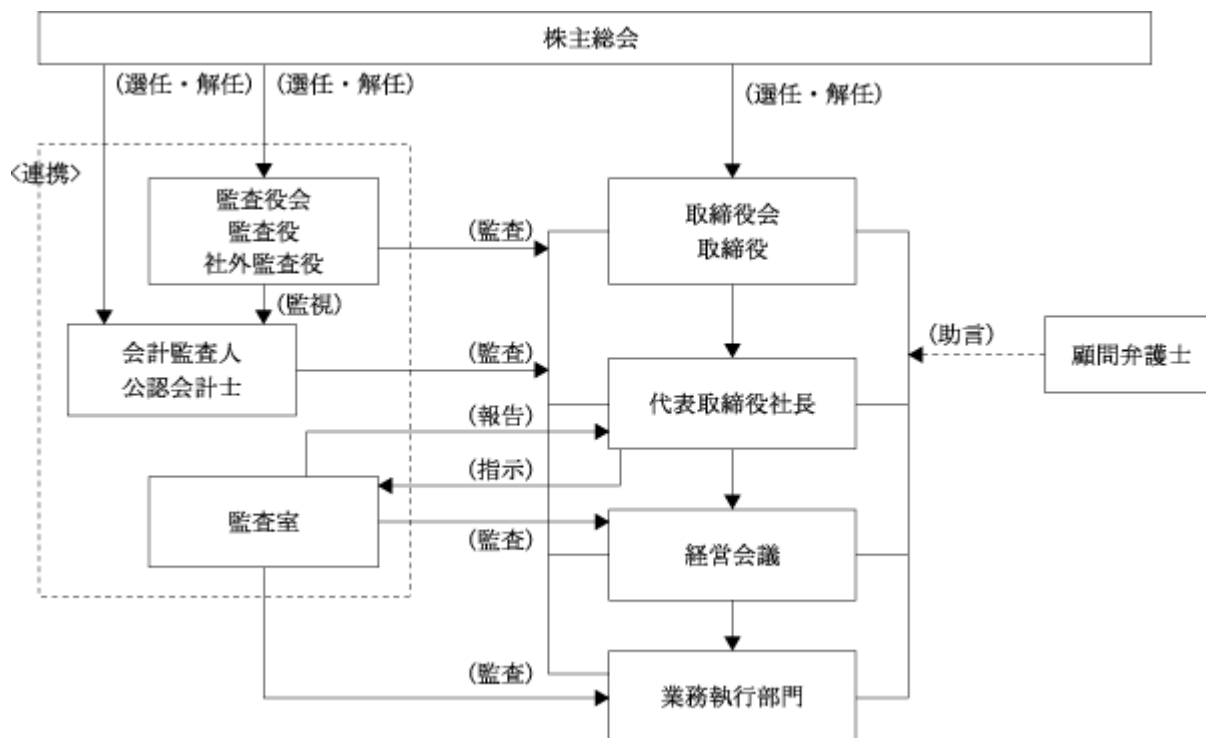 株主総会
(選任・解任)
(選任・解任)
(選任・解任)
<連携>
監査役会
監査役
社外監査役
(監査)
取締役会
取締役
(監視)
会計監査人
公認会計士
(監査)
(助言)
顧問弁護士
代表取締役社長
(報告)
(指示)
監査室
(監査)
経営会議
(監査)
業務執行部門